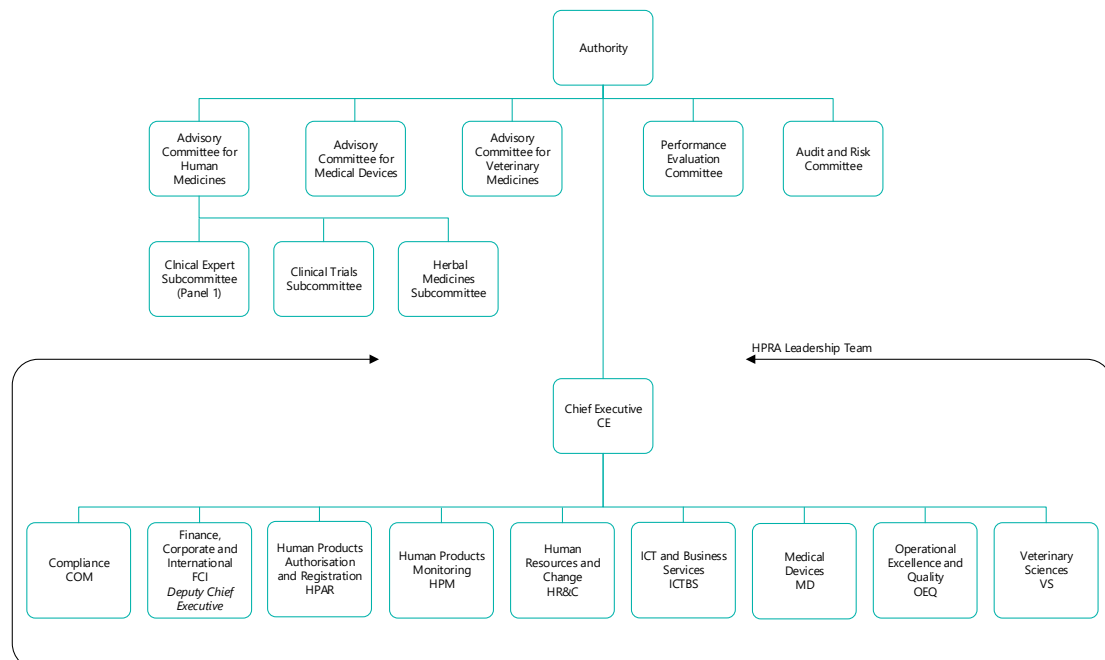 Authority
Advisory
Committee for
Human
Medicines
Advisory
Committee for
Medical Devices
Advisory
Committee for
Veterinary
Medicines
Performance
Evaluation
Committee
Audit and Risk
Committee
Clnical Expert
Subcommittee
(Panel 1)
Clinical Trials
Subcommittee
Herbal
Medicines
Subcommittee
HPRA Leadership Team
Chief Executive
CE
Compliance
COM
Finance,
Corporate and
International
FCI
Deputy Chief
Executive
Human Products
Authorisation
and Registration
HPAR
Human Products
Monitoring
HPM
Human
Resources and
Change
HR&C
ICT and Business
Services
ICTBS
Medical
Devices
MD
Operational
Excellence and
Quality
OEQ
Veterinary
Sciences
VS